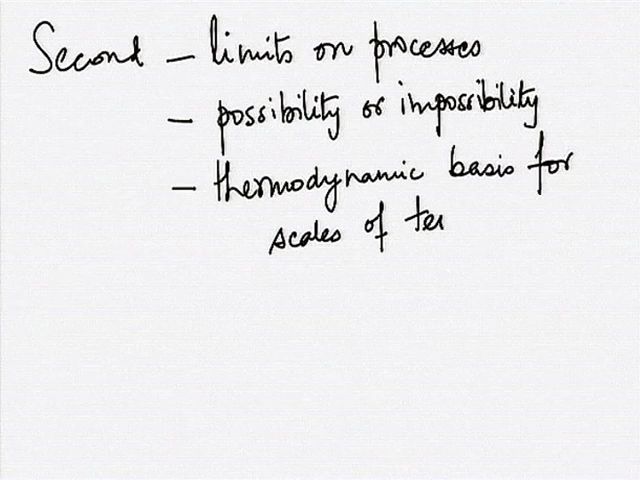 Second – limits on processes
– possibility or impossibility
– thermodynamic basis for
scales of te